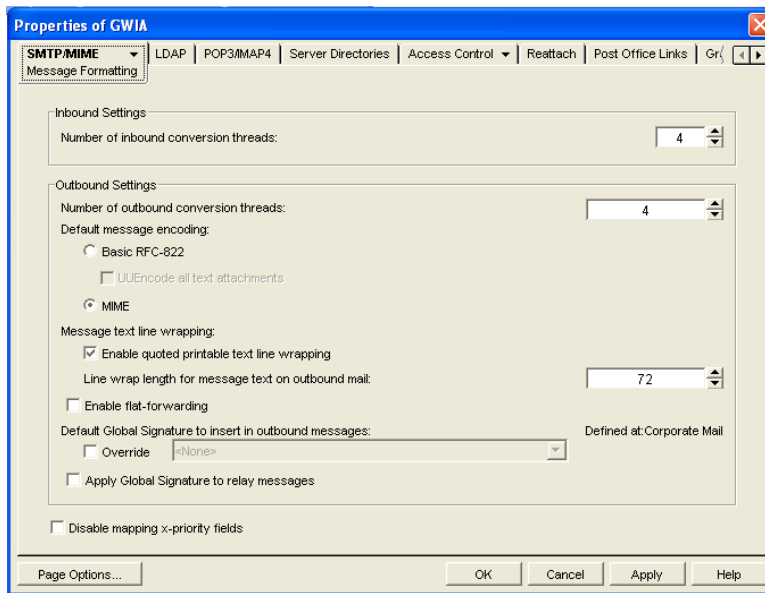 Properties of GWIA
SMTP/MIME LDAP POP3/IMAP4 Server Directories Access Control Reattach Post Office Links
Message Formatting
Inbound Settings
Number of inbound conversion threads: 4
Outbound Settings
Number of outbound conversion threads: 4
Default message encoding:
Basic RFC-822
UUEncode all text attachments
MIME
Message text line wrapping:
Enable quoted printable text line wrapping
Line wrap length for message text on outbound mail: 72
Enable flat-forwarding
Default Global Signature to insert in outbound messages: Defined at:Corporate Mail
Override <None>
Apply Global Signature to relay messages
Disable mapping x-priority fields
Page Options... OK Cancel Apply Help